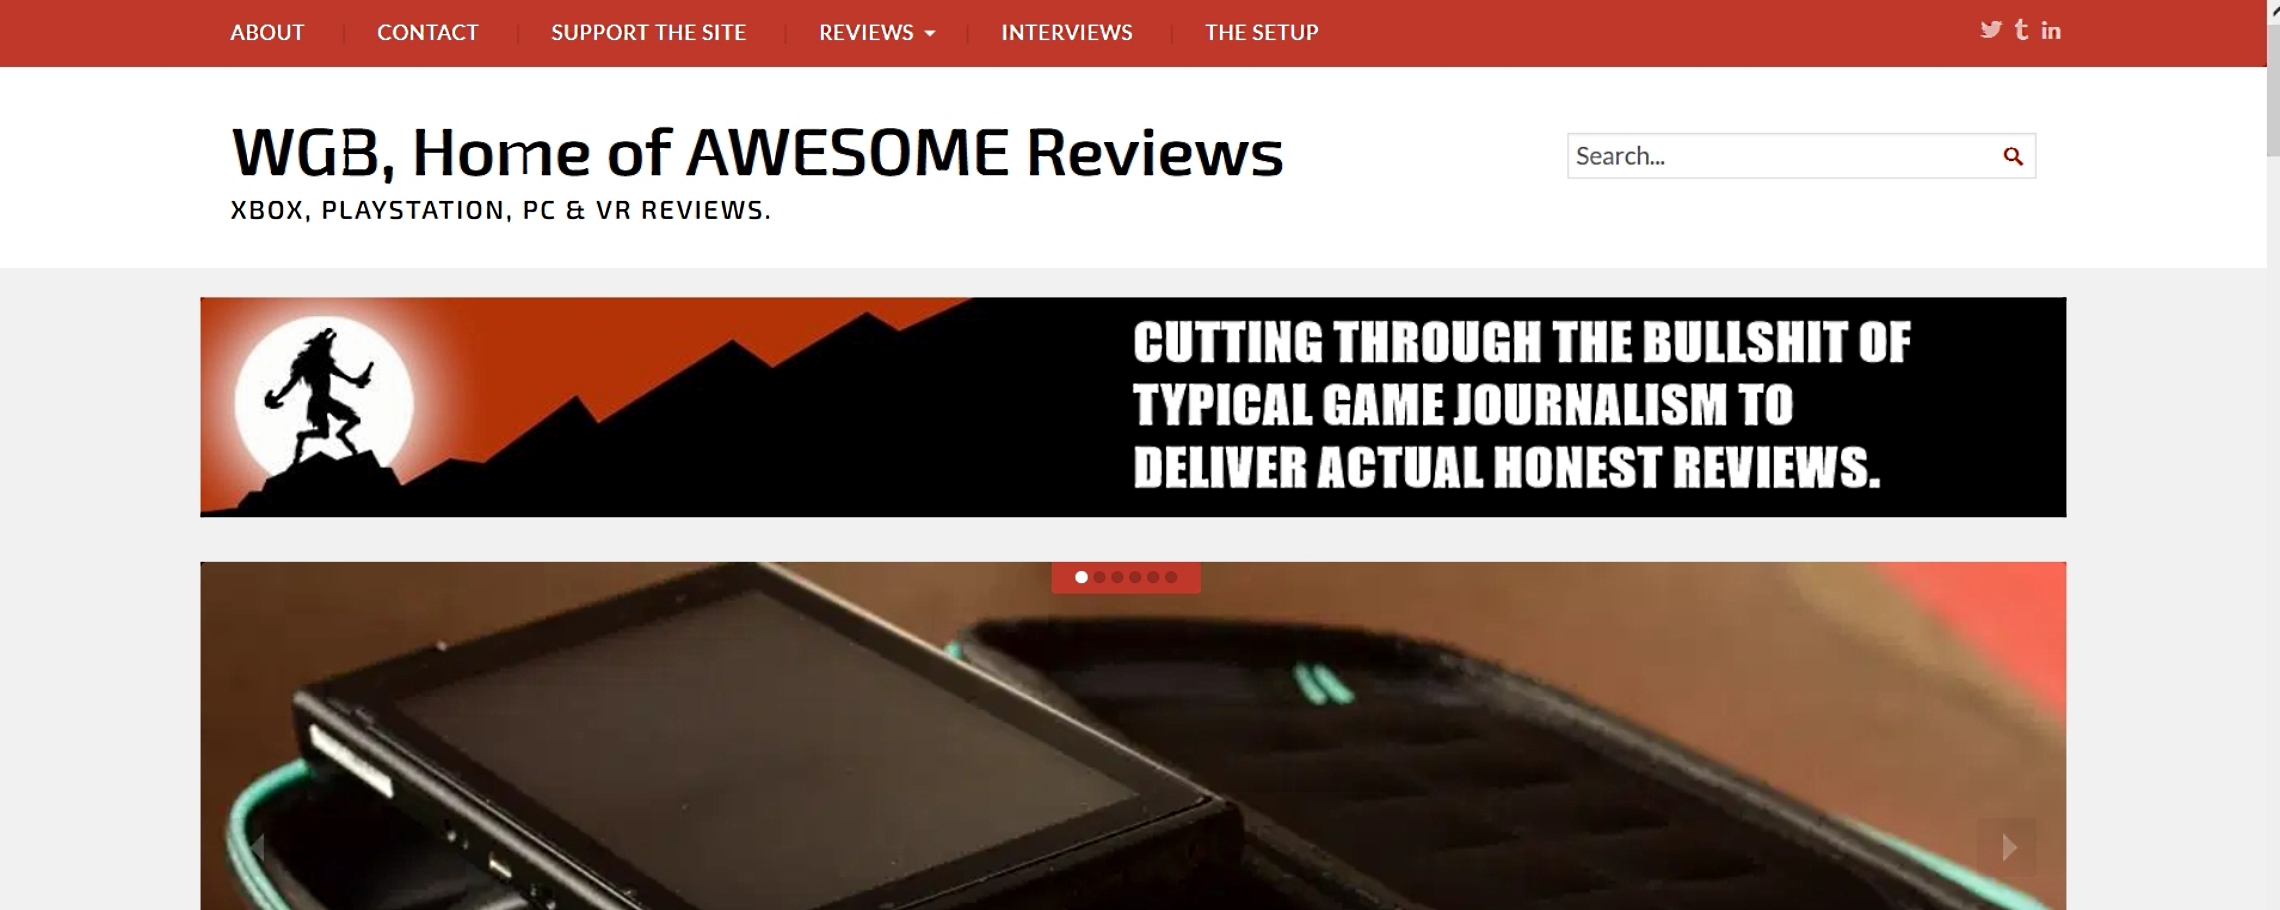 ABOUT CONTACT SUPPORT THE SITE REVIEWS INTERVIEWS THE SETUP
WGB, Home of AWESOME Reviews
XBOX, PLAYSTATION, PC & VR REVIEWS.
Search...
CUTTING THROUGH THE BULLSHIT OF
TYPICAL GAME JOURNALISM TO
DELIVER ACTUAL HONEST REVIEWS.